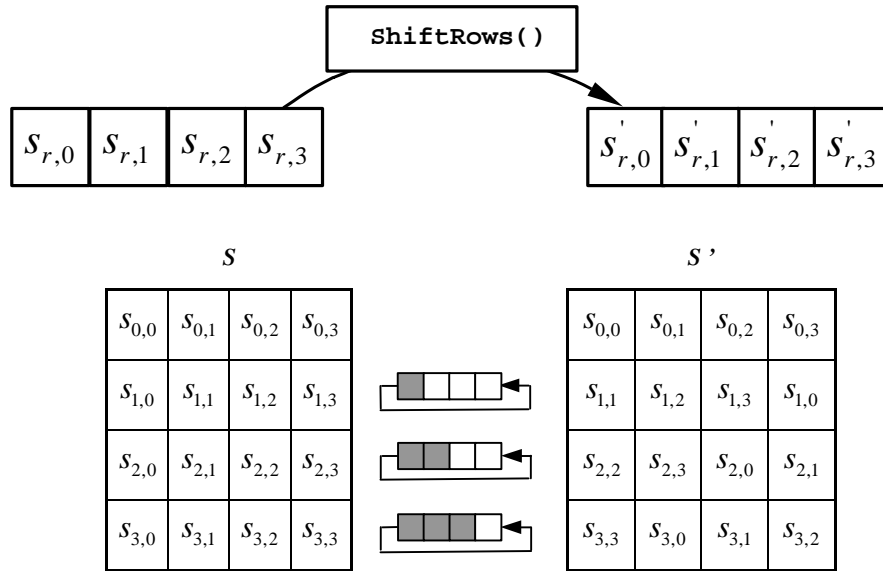 ShiftRows()
s_{r,0} s_{r,1} s_{r,2} s_{r,3} s'_{r,0} s'_{r,1} s'_{r,2} s'_{r,3}
S S'
s_{0,0} s_{0,1} s_{0,2} s_{0,3} s_{0,0} s_{0,1} s_{0,2} s_{0,3}
s_{1,0} s_{1,1} s_{1,2} s_{1,3} s_{1,1} s_{1,2} s_{1,3} s_{1,0}
s_{2,0} s_{2,1} s_{2,2} s_{2,3} s_{2,2} s_{2,3} s_{2,0} s_{2,1}
s_{3,0} s_{3,1} s_{3,2} s_{3,3} s_{3,3} s_{3,0} s_{3,1} s_{3,2}